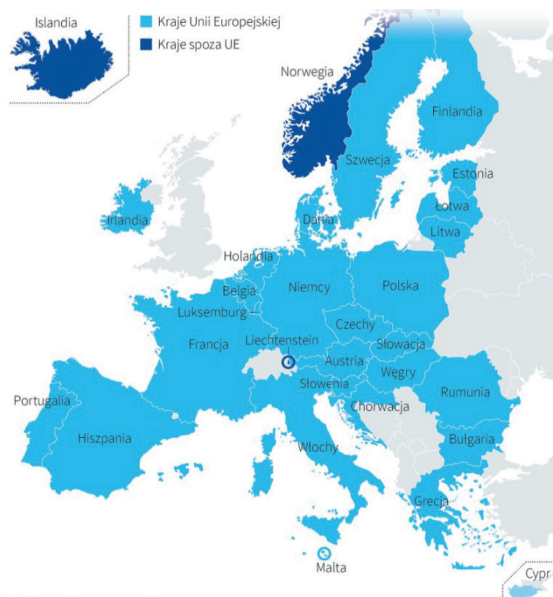 Islandia
Kraje Unii Europejskiej
Kraje spoza UE
Norwegia
Finlandia
Szwecja
Estonia
Łotwa
Litwa
Dania
Irlandia
Holandia
Belgia
Niemcy
Polska
Luksemburg
Czechy
Liechtenstein
Słowacja
Francja
Austria
Węgry
Słowenia
Rumunia
Portugalia
Chorwacja
Hiszpania
Włochy
Bułgaria
Grecja
Malta
Cypr